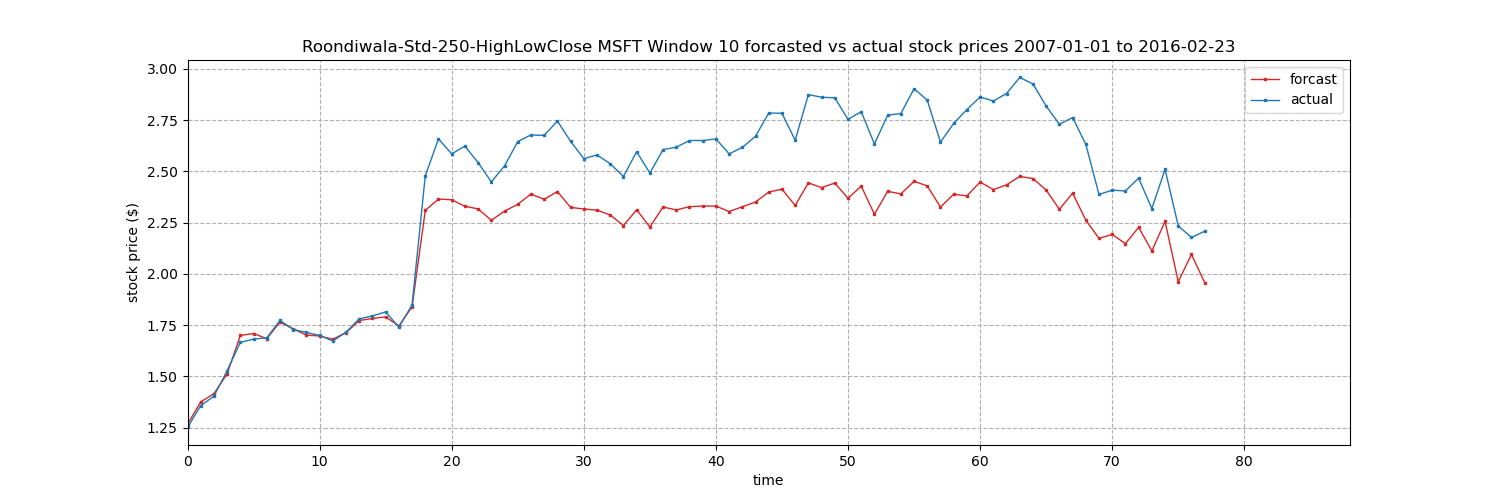 Roondiwala-Std-250-HighLowClose MSFT Window 10 forcasted vs actual stock prices 2007-01-01 to 2016-02-23
forcast
actual
stock price ($)
3.00
2.75
2.50
2.25
2.00
1.75
1.50
1.25
0 10 20 30 40 50 60 70 80
time